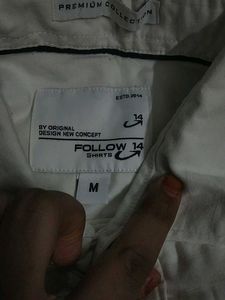 PREMIUM COLLECTION
ESTD.2014
14
BY ORIGINAL
DESIGN NEW CONCEPT
FOLLOW 14
SHIRTS
M